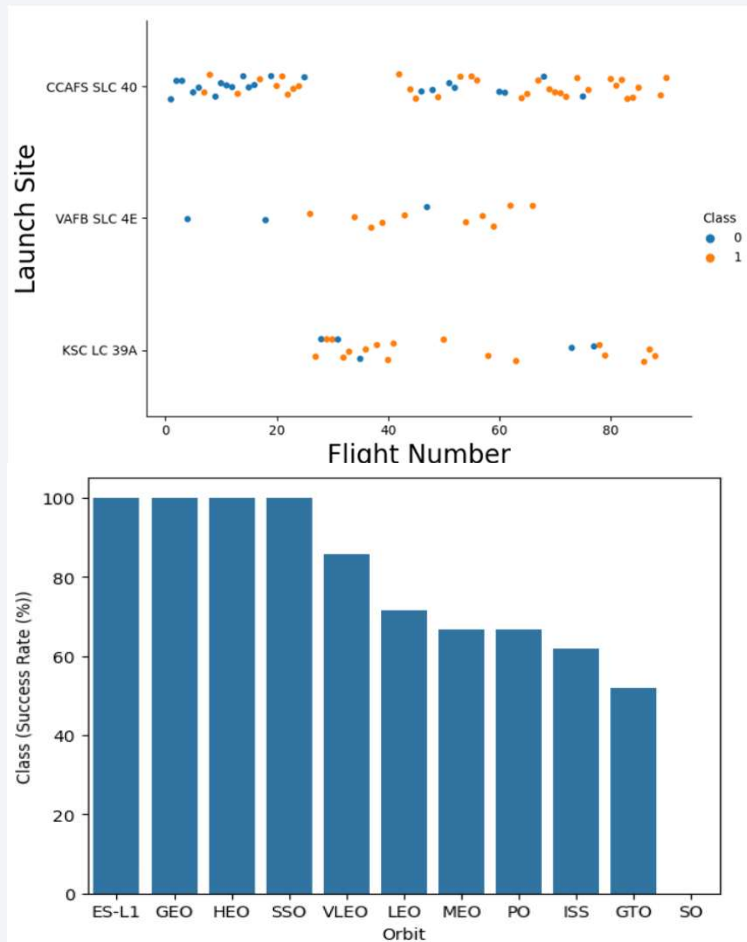 CCAFS SLC 40
VAFB SLC 4E
KSC LC 39A
Launch Site
0 20 40 60 80
Flight Number
Class
0
1
100
80
60
40
20
0
Class (Success Rate (%))
ES-L1 GEO HEO SSO VLEO LEO MEO PO ISS GTO SO
Orbit